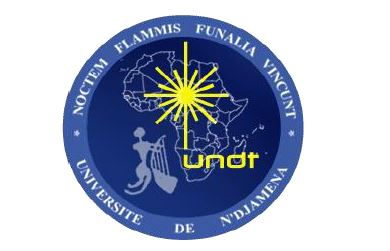 NOCTEM FLAMMIS FUNALIA VINCUNT
undt
UNIVERSITE DE N'DJAMENA